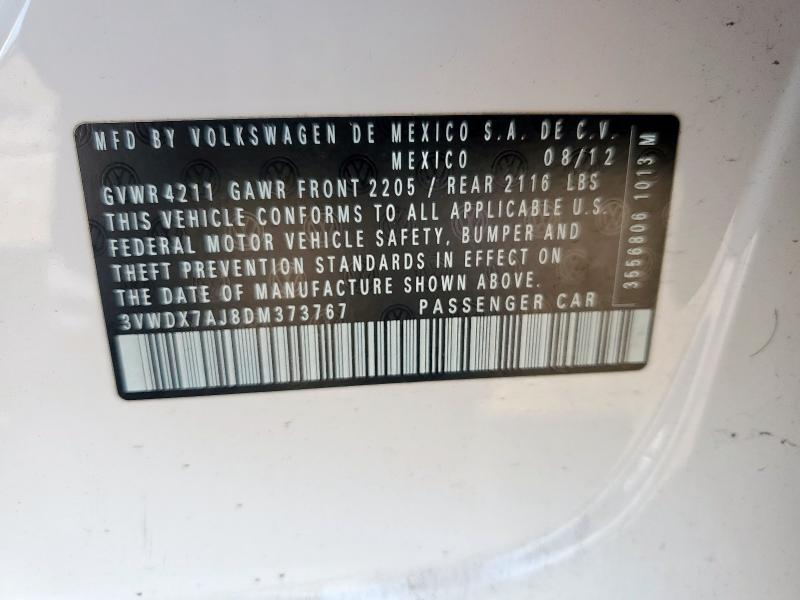 MFD BY VOLKSWAGEN DE MEXICO S.A. DE C.V.
MEXICO 08/12
GVWR 4211 GAWR FRONT 2205 / REAR 2116 LBS
THIS VEHICLE CONFORMS TO ALL APPLICABLE U.S.
FEDERAL MOTOR VEHICLE SAFETY, BUMPER AND
THEFT PREVENTION STANDARDS IN EFFECT ON
THE DATE OF MANUFACTURE SHOWN ABOVE.
3VWDX7AJ8DM373767 PASSENGER CAR
3556806 1013 M